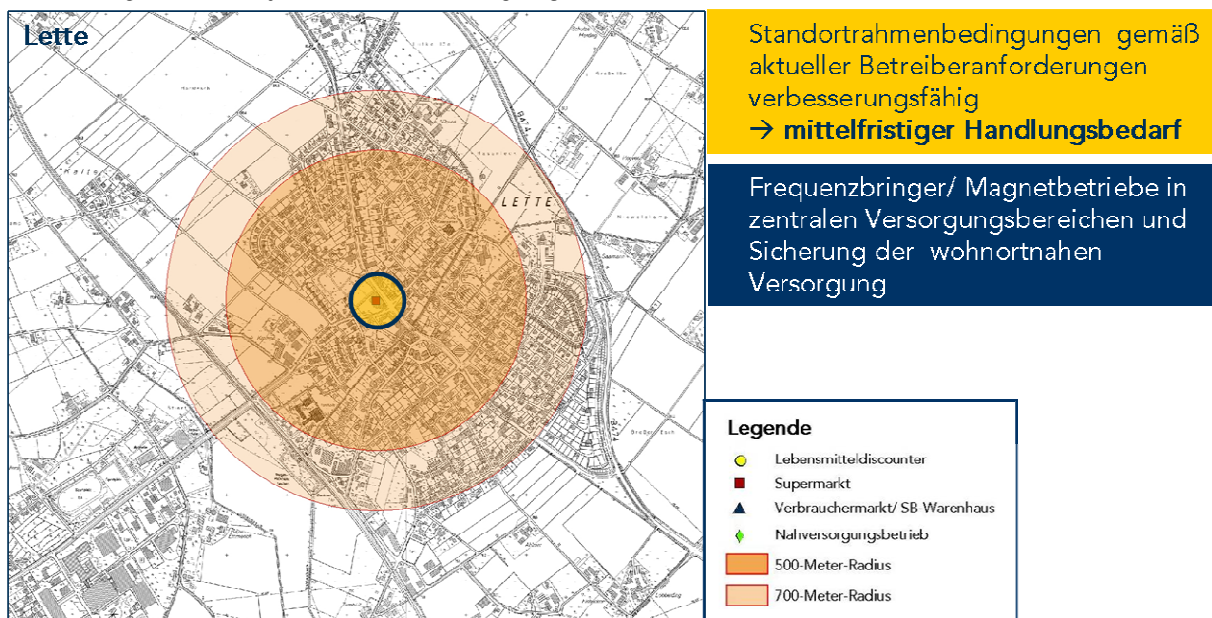 Lette
Standortrahmenbedingungen gemäß
aktueller Betreiberanforderungen
verbesserungsfähig
→ mittelfristiger Handlungsbedarf
Frequenzbringer/ Magnetbetriebe in
zentralen Versorgungsbereichen und
Sicherung der wohnortnahen
Versorgung
LETTE
Legende
Lebensmitteldiscounter
Supermarkt
Verbrauchermarkt/ SB-Warenhaus
Nahversorgungsbetrieb
500-Meter-Radius
700-Meter-Radius